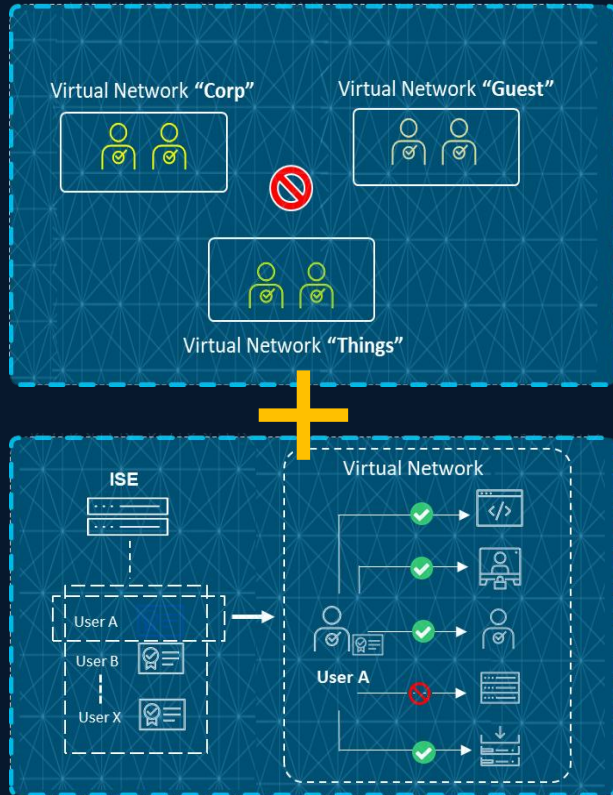 Virtual Network “Corp”
Virtual Network “Guest”
Virtual Network “Things”
ISE
User A
User B
User X
Virtual Network
</>
User A